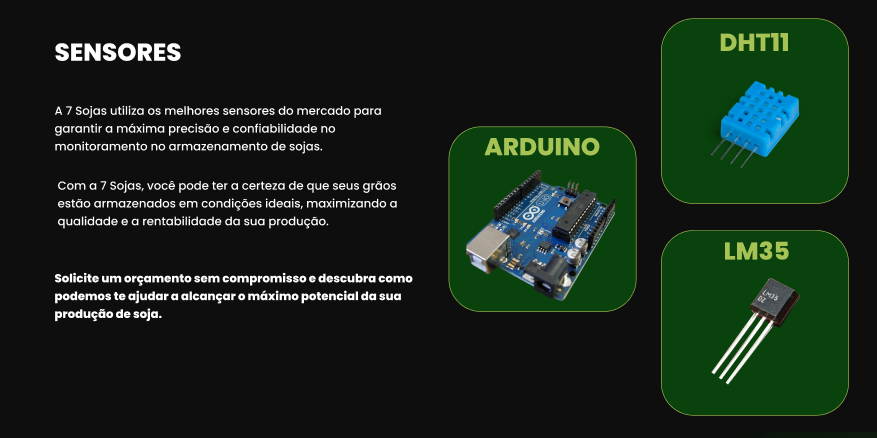 SENSORES
A 7 Sojas utiliza os melhores sensores do mercado para
garantir a máxima precisão e confiabilidade no
monitoramento no armazenamento de sojas.
Com a 7 Sojas, você pode ter a certeza de que seus grãos
estão armazenados em condições ideais, maximizando a
qualidade e a rentabilidade da sua produção.
Solicite um orçamento sem compromisso e descubra como
podemos te ajudar a alcançar o máximo potencial da sua
produção de soja.
ARDUINO
DHT11
LM35
LM35
DZ